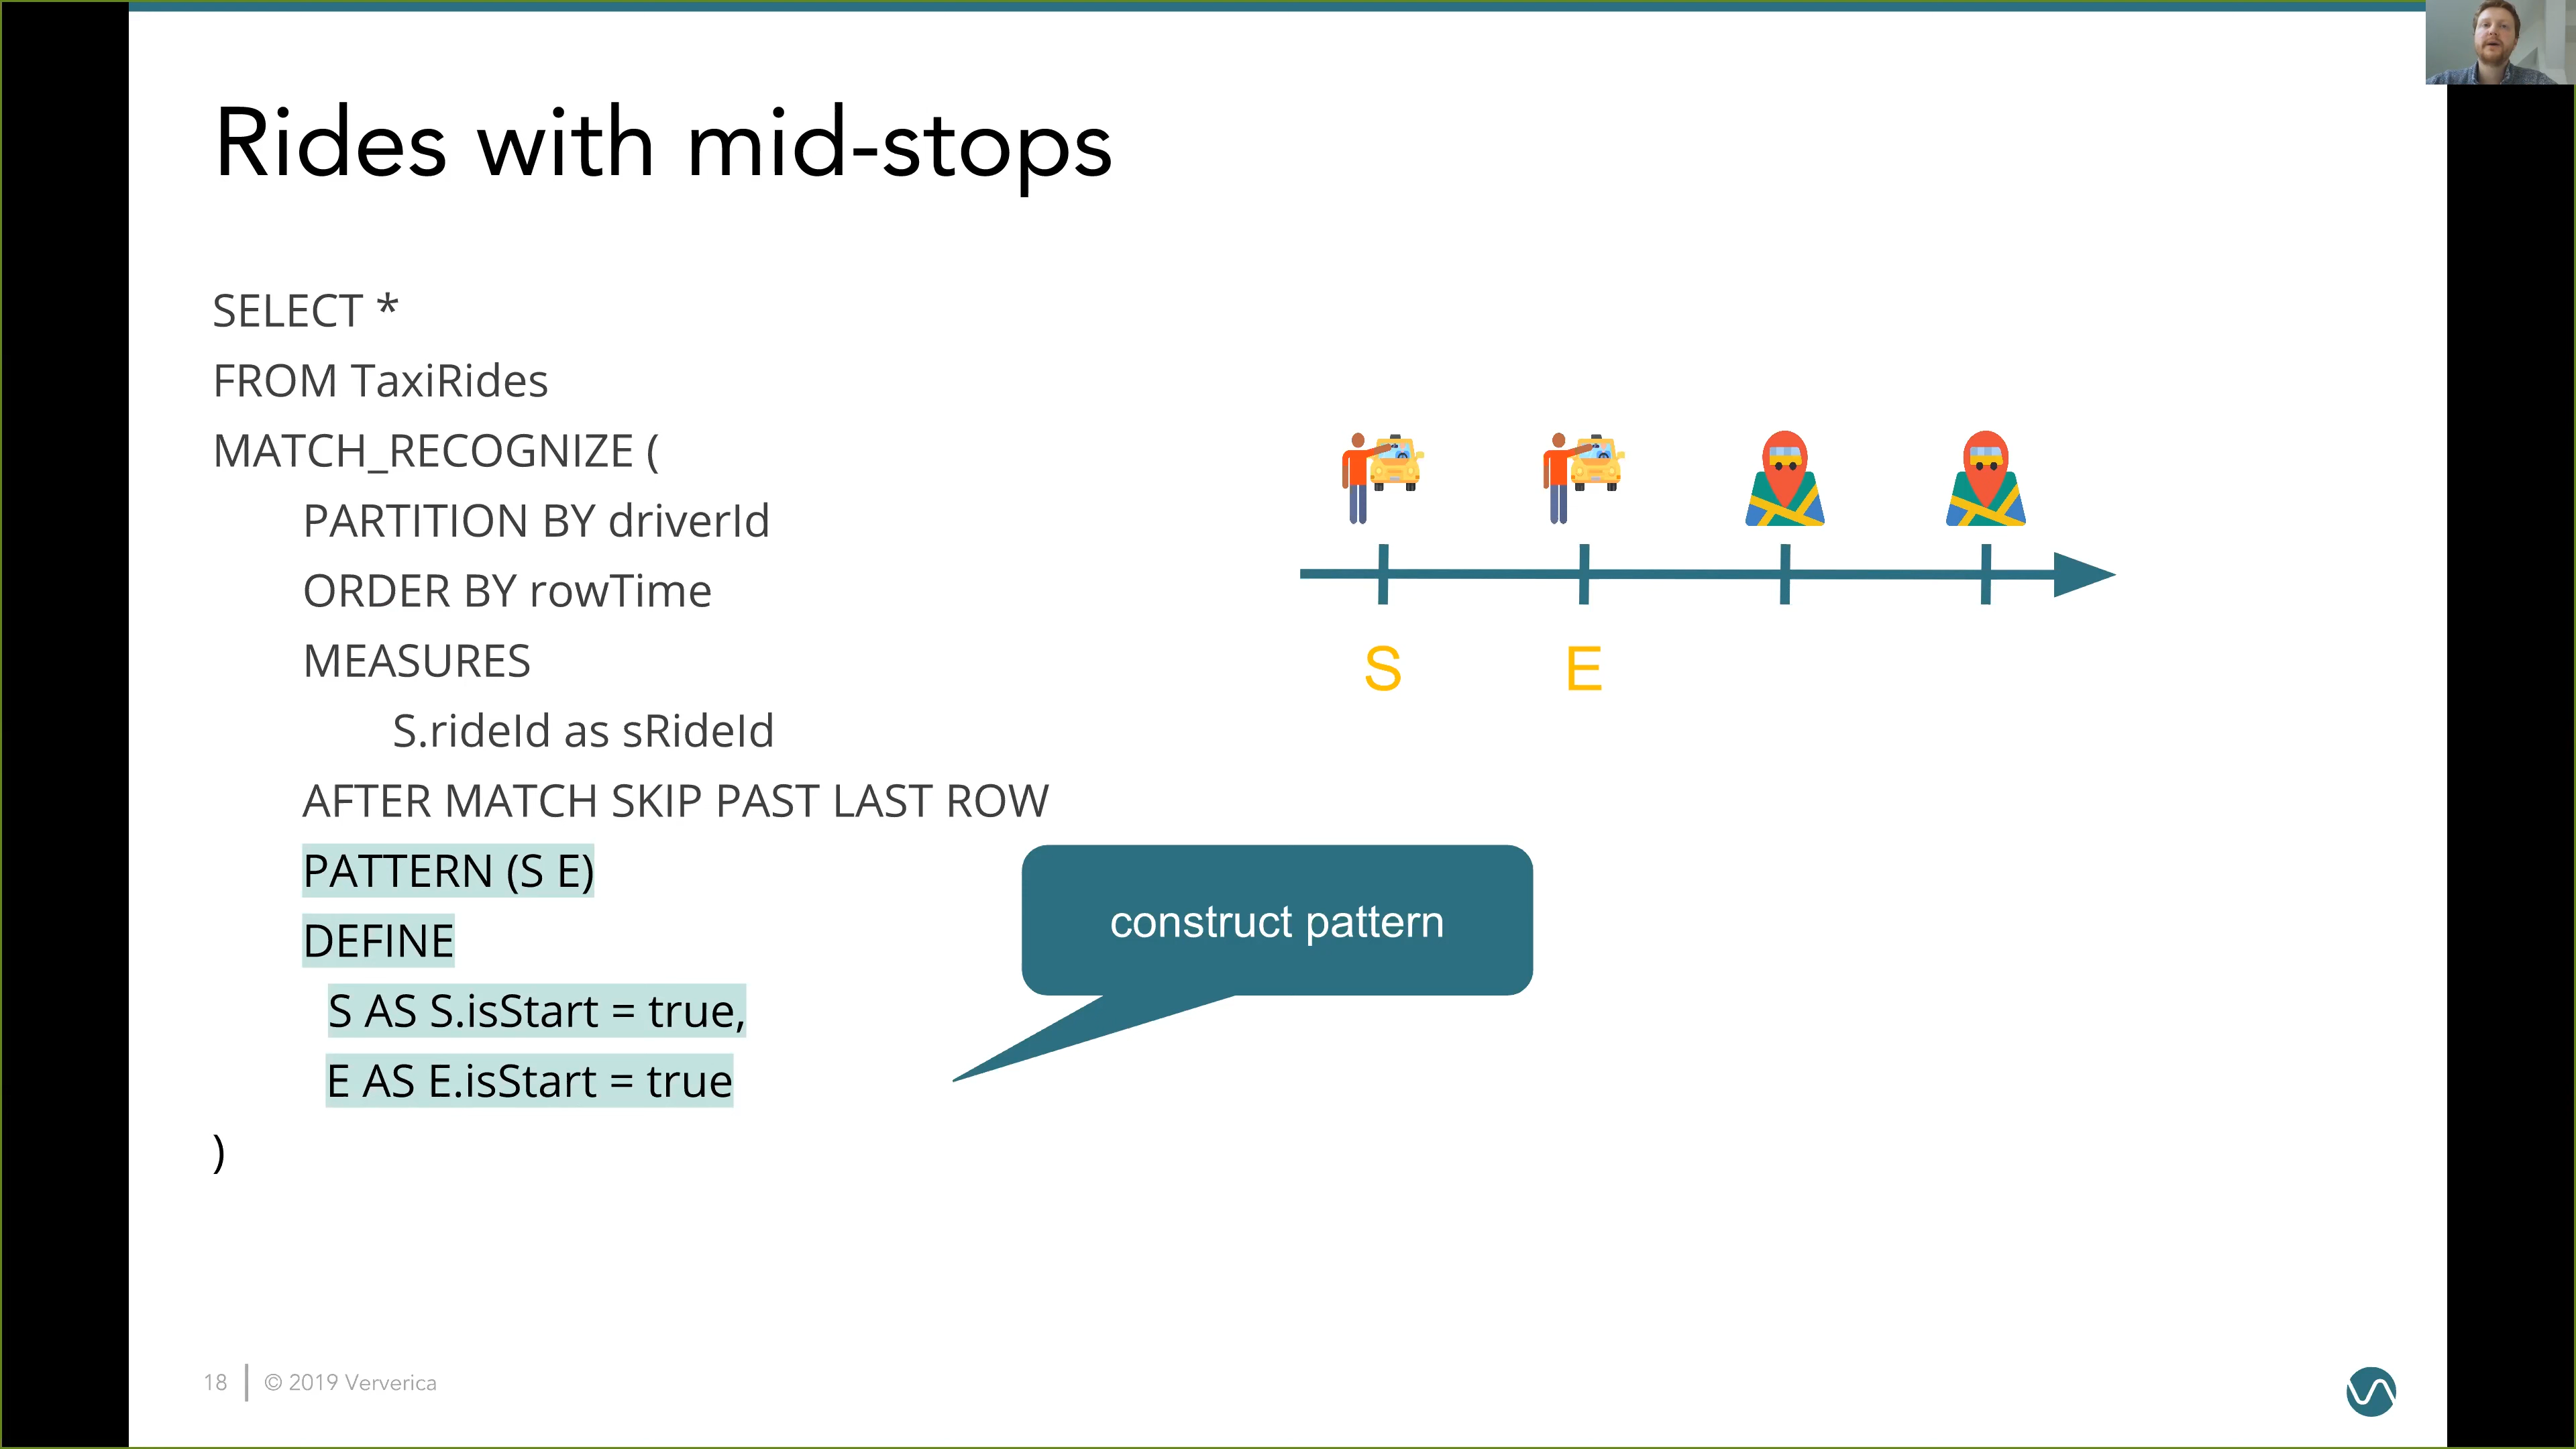 Rides with mid-stops
SELECT *
FROM TaxiRides
MATCH_RECOGNIZE (
PARTITION BY driverId
ORDER BY rowTime
MEASURES
S.rideId as sRideId
AFTER MATCH SKIP PAST LAST ROW
PATTERN (S E)
DEFINE
S AS S.isStart = true,
E AS E.isStart = true
)
S E
construct pattern
18 © 2019 Ververica